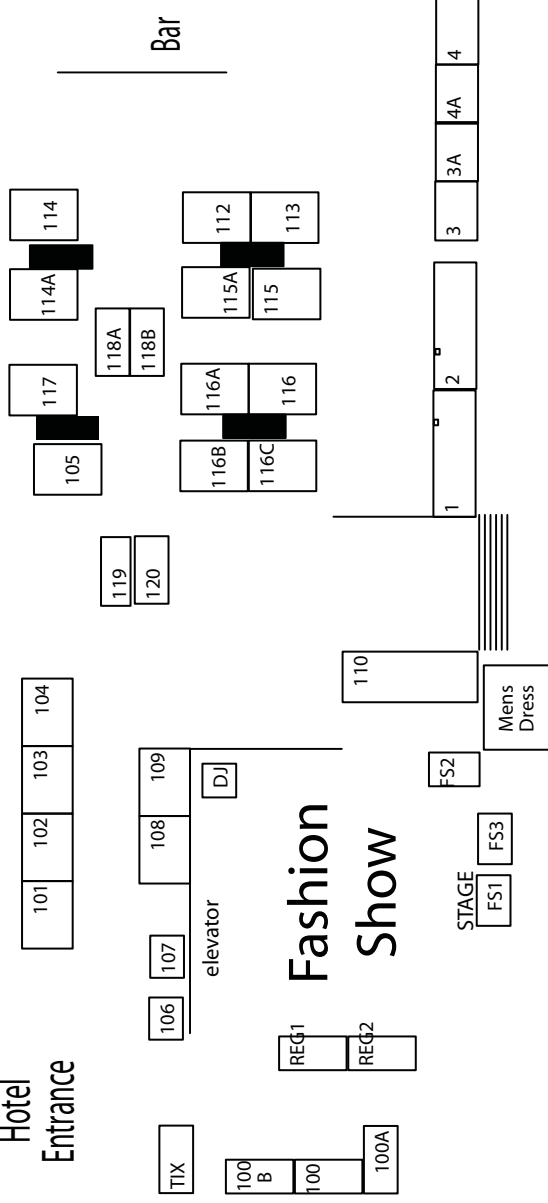 Bar
4
4A
3A
3
114
112
113
114A
115A
115
118A
118B
117
116A
116
2
105
116B
116C
1
119
120
104
110
Mens
Dress
103
109
DJ
FS2
102
108
Fashion
Show
FS3
101
STAGE
FS1
107
elevator
106
REG1
REG2
Hotel
Entrance
TIX
100
B
100
100A